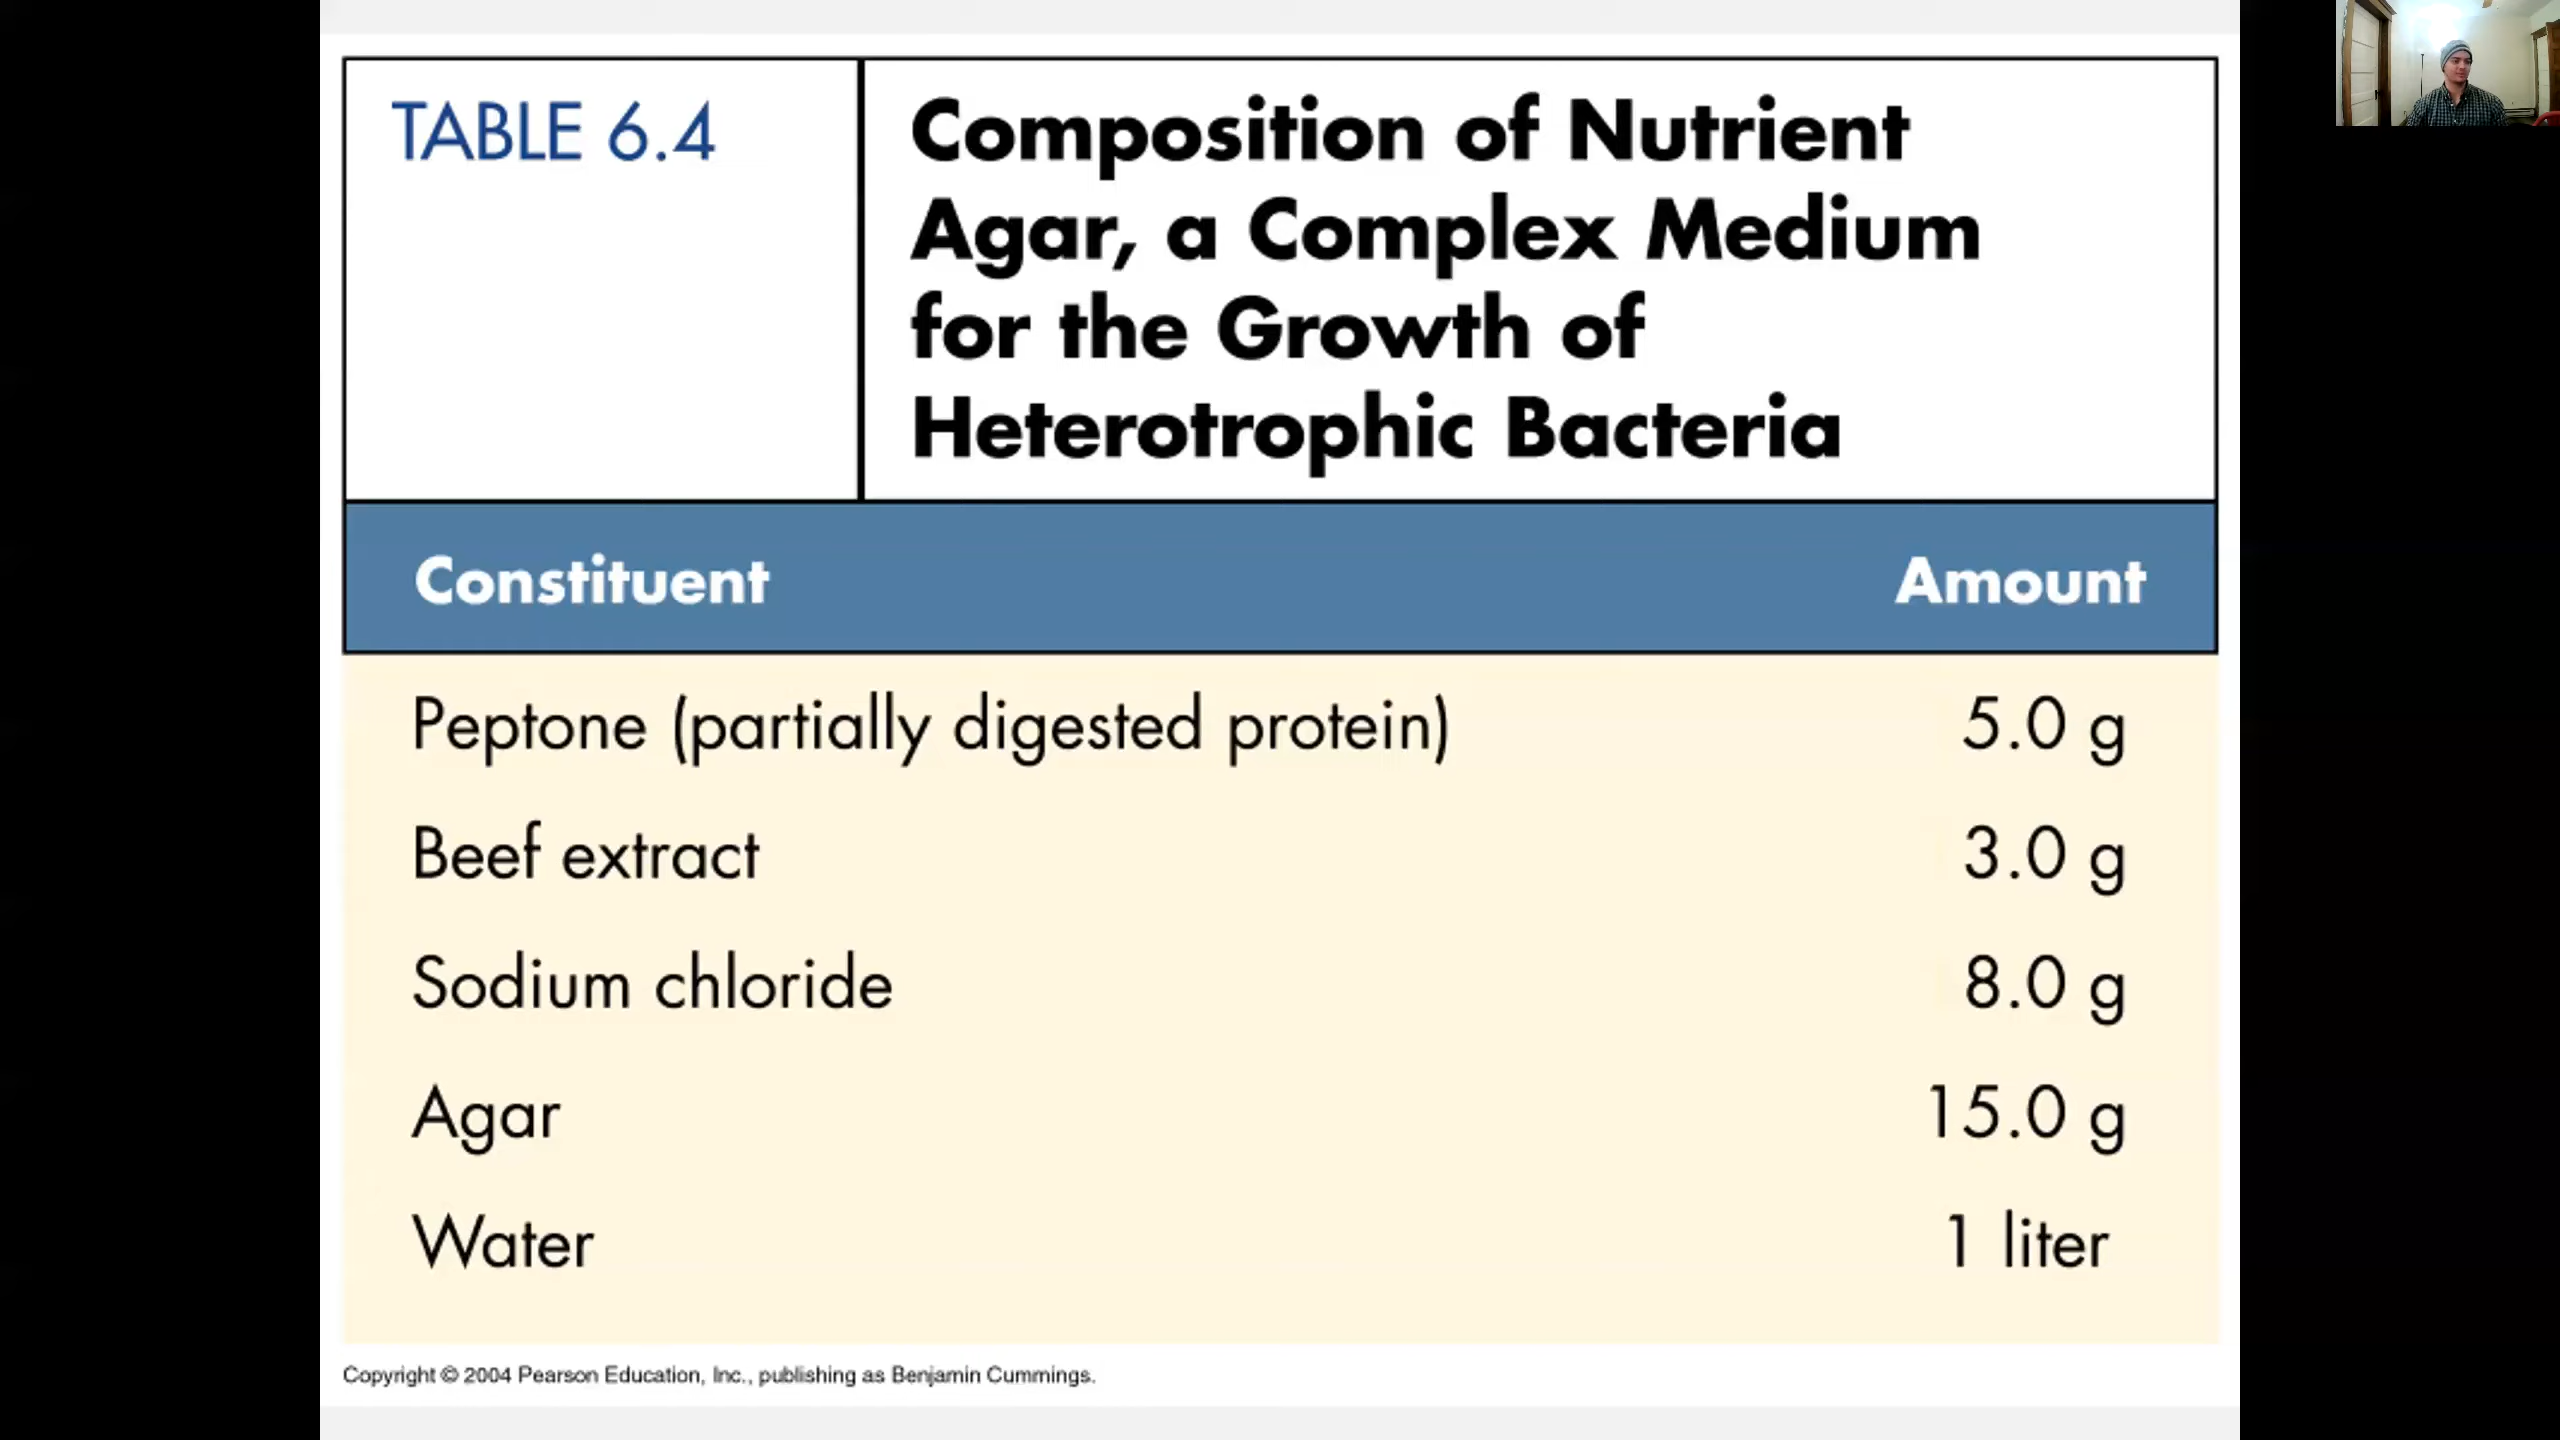 TABLE 6.4
Composition of Nutrient
Agar, a Complex Medium
for the Growth of
Heterotrophic Bacteria
Constituent Amount
Peptone (partially digested protein) 5.0 g
Beef extract 3.0 g
Sodium chloride 8.0 g
Agar 15.0 g
Water 1 liter
Copyright © 2004 Pearson Education, Inc., publishing as Benjamin Cummings.